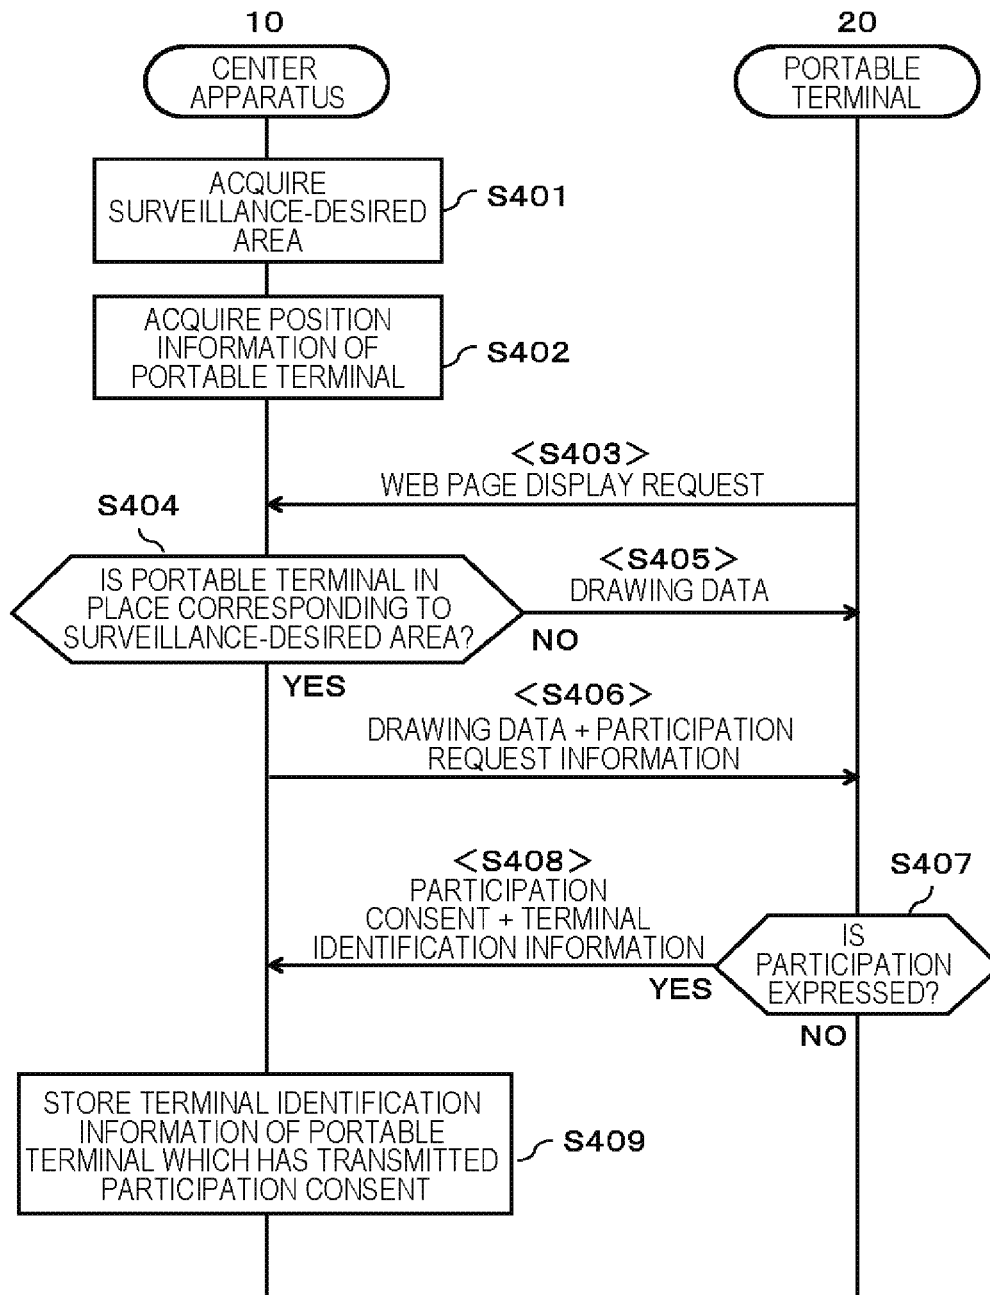 10
20
CENTER
APPARATUS
PORTABLE
TERMINAL
ACQUIRE
SURVEILLANCE-DESIRED
AREA
S401
ACQUIRE POSITION
INFORMATION OF
PORTABLE TERMINAL
S402
<S403>
WEB PAGE DISPLAY REQUEST
S404
IS PORTABLE TERMINAL IN
PLACE CORRESPONDING TO
SURVEILLANCE-DESIRED AREA?
<S405>
DRAWING DATA
NO
YES
<S406>
DRAWING DATA + PARTICIPATION
REQUEST INFORMATION
<S408>
PARTICIPATION
CONSENT + TERMINAL
IDENTIFICATION INFORMATION
S407
IS
PARTICIPATION
EXPRESSED?
YES
NO
STORE TERMINAL IDENTIFICATION
INFORMATION OF PORTABLE
TERMINAL WHICH HAS TRANSMITTED
PARTICIPATION CONSENT
S409